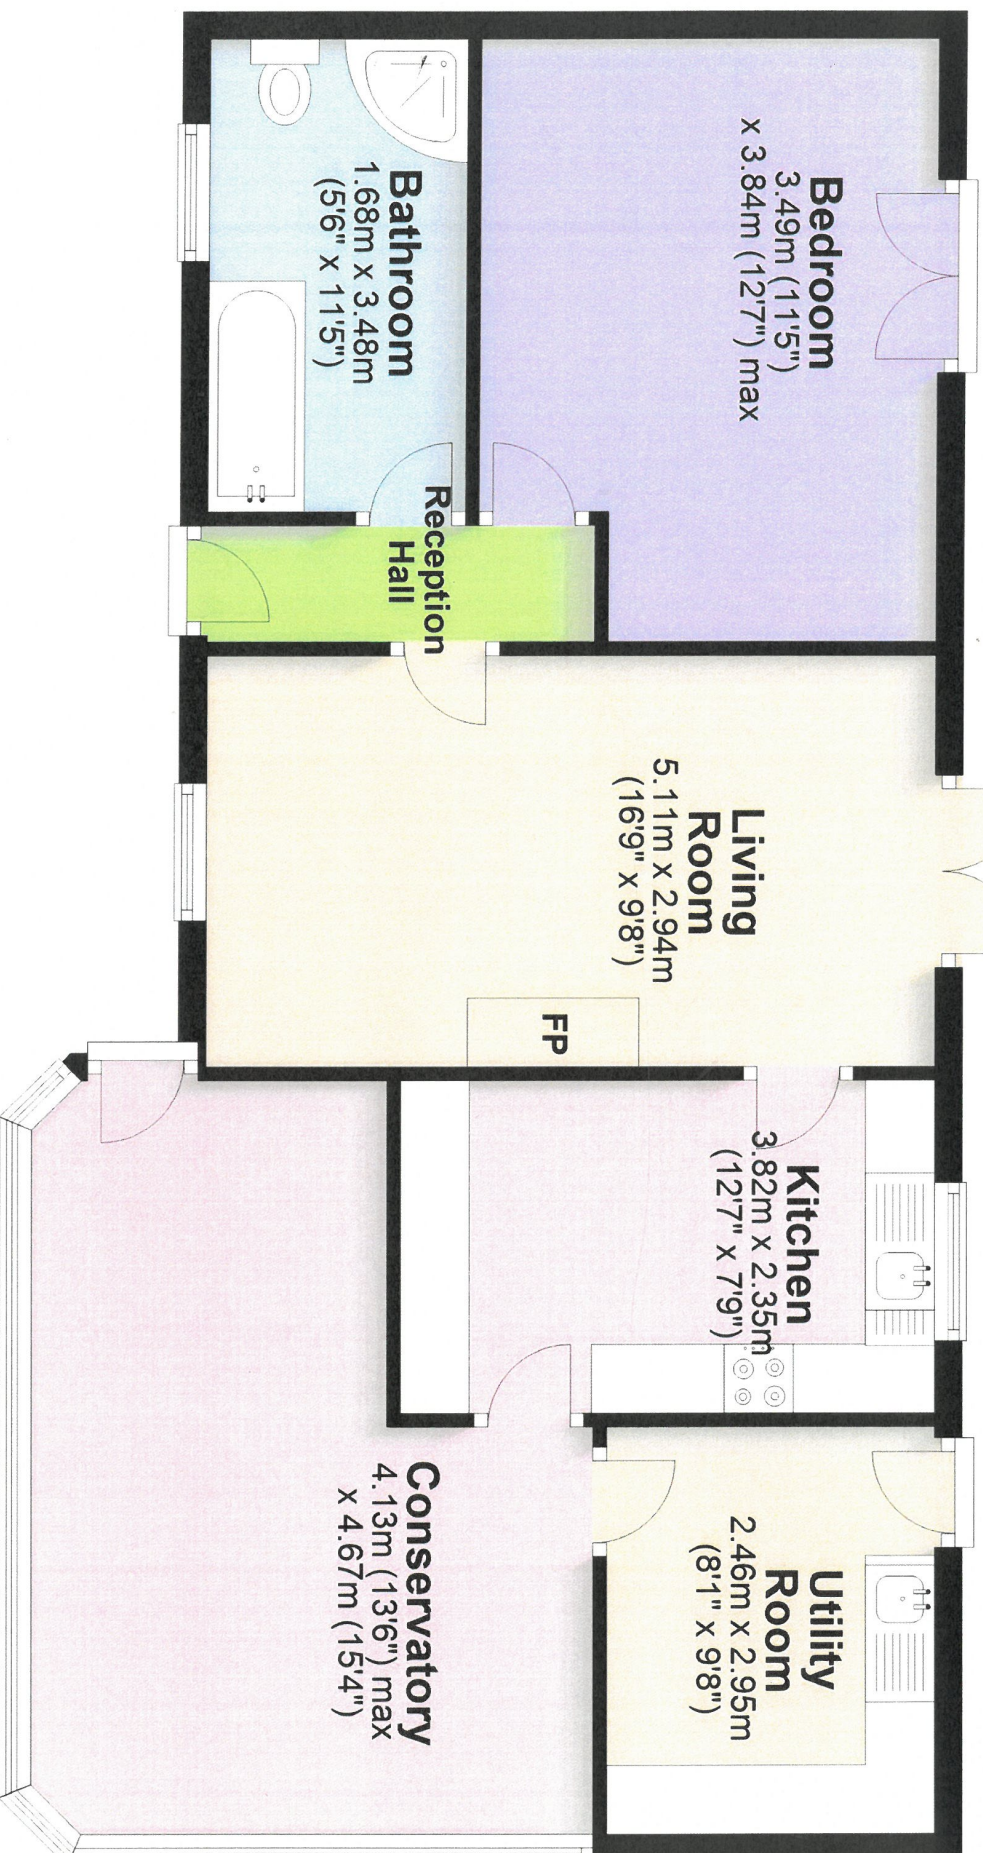 Bedroom
3.49m (11'5")
x 3.84m (12'7") max
Bathroom
1.68m x 3.48m
(5'6" x 11'5")
Reception
Hall
Living
Room
5.11m x 2.94m
(16'9" x 9'8")
FP
Kitchen
3.82m x 2.35m
(12'7" x 7'9")
Utility
Room
2.46m x 2.95m
(8'1" x 9'8")
Conservatory
4.13m (13'6") max
x 4.67m (15'4")